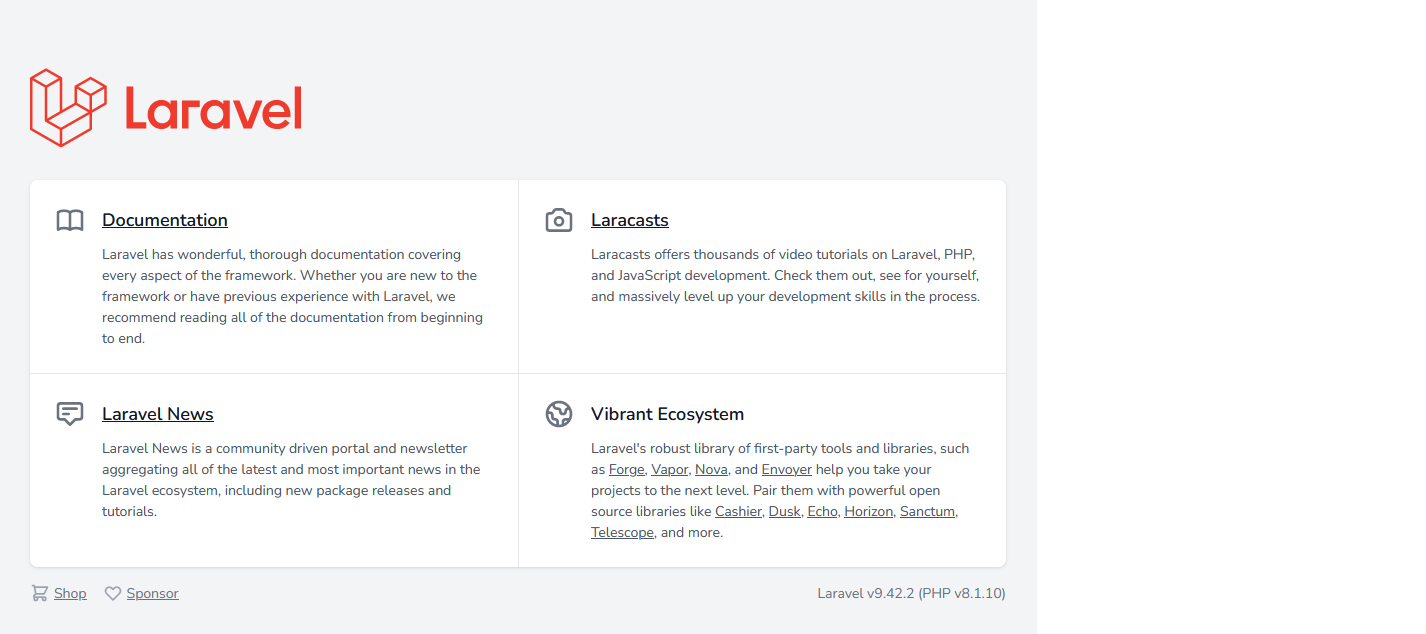 Laravel
Documentation
Laravel has wonderful, thorough documentation covering
every aspect of the framework. Whether you are new to the
framework or have previous experience with Laravel, we
recommend reading all of the documentation from beginning
to end.
Laracasts
Laracasts offers thousands of video tutorials on Laravel, PHP,
and JavaScript development. Check them out, see for yourself,
and massively level up your development skills in the process.
Laravel News
Laravel News is a community driven portal and newsletter
aggregating all of the latest and most important news in the
Laravel ecosystem, including new package releases and
tutorials.
Vibrant Ecosystem
Laravel's robust library of first-party tools and libraries, such
as Forge, Vapor, Nova, and Envoyer help you take your
projects to the next level. Pair them with powerful open
source libraries like Cashier, Dusk, Echo, Horizon, Sanctum,
Telescope, and more.
Shop Sponsor
Laravel v9.42.2 (PHP v8.1.10)